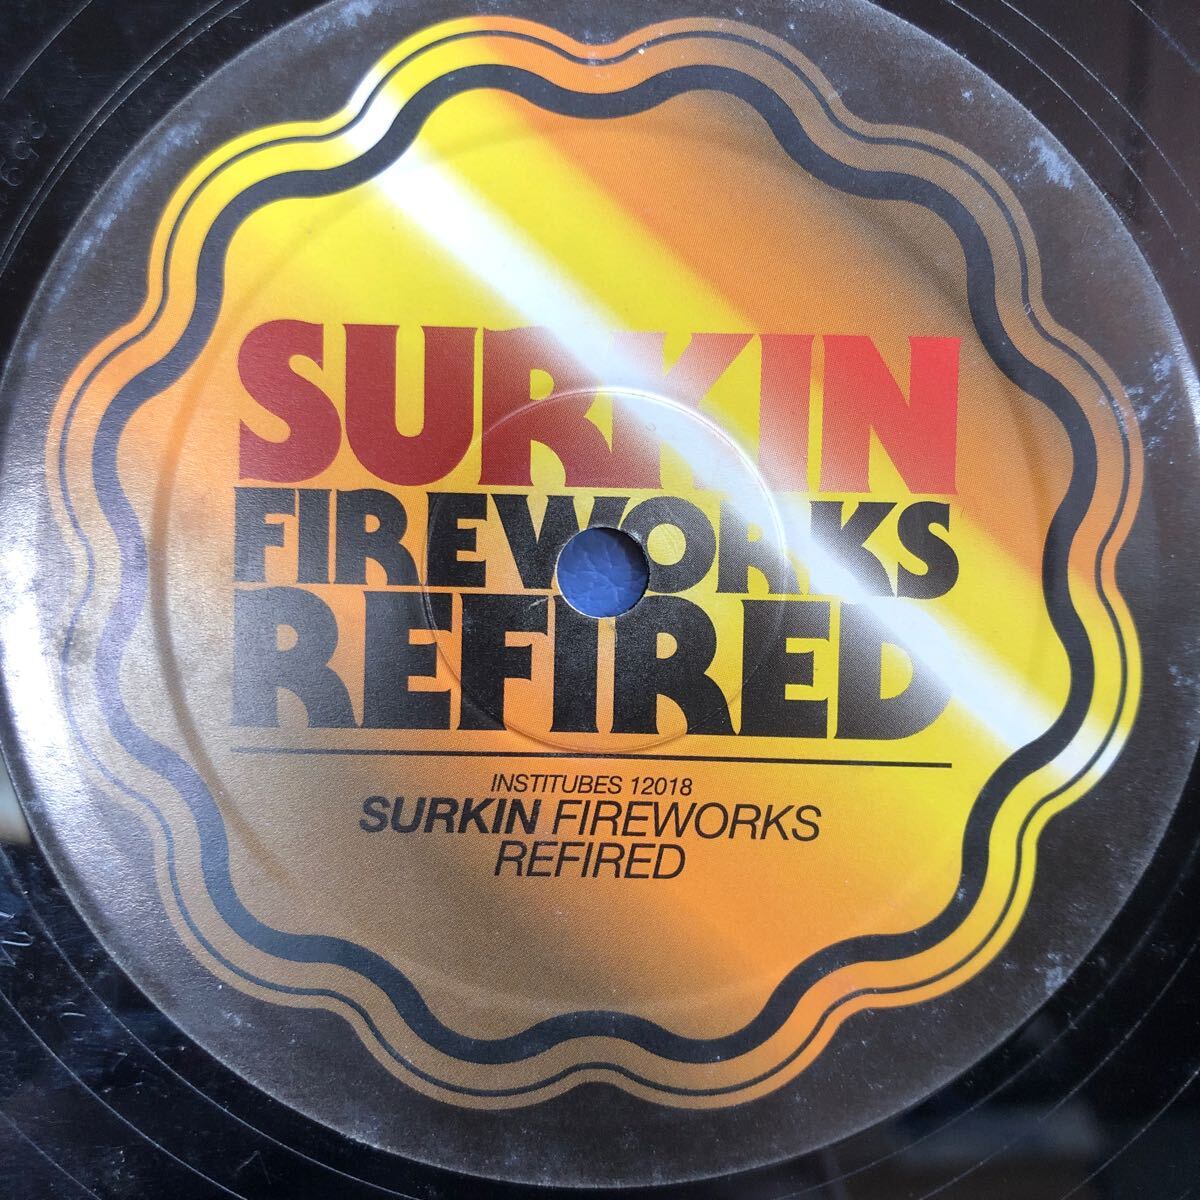 SURKIN
FIREWORKS
REFIRED
INSTITUBES 12018
SURKIN FIREWORKS
REFIRED